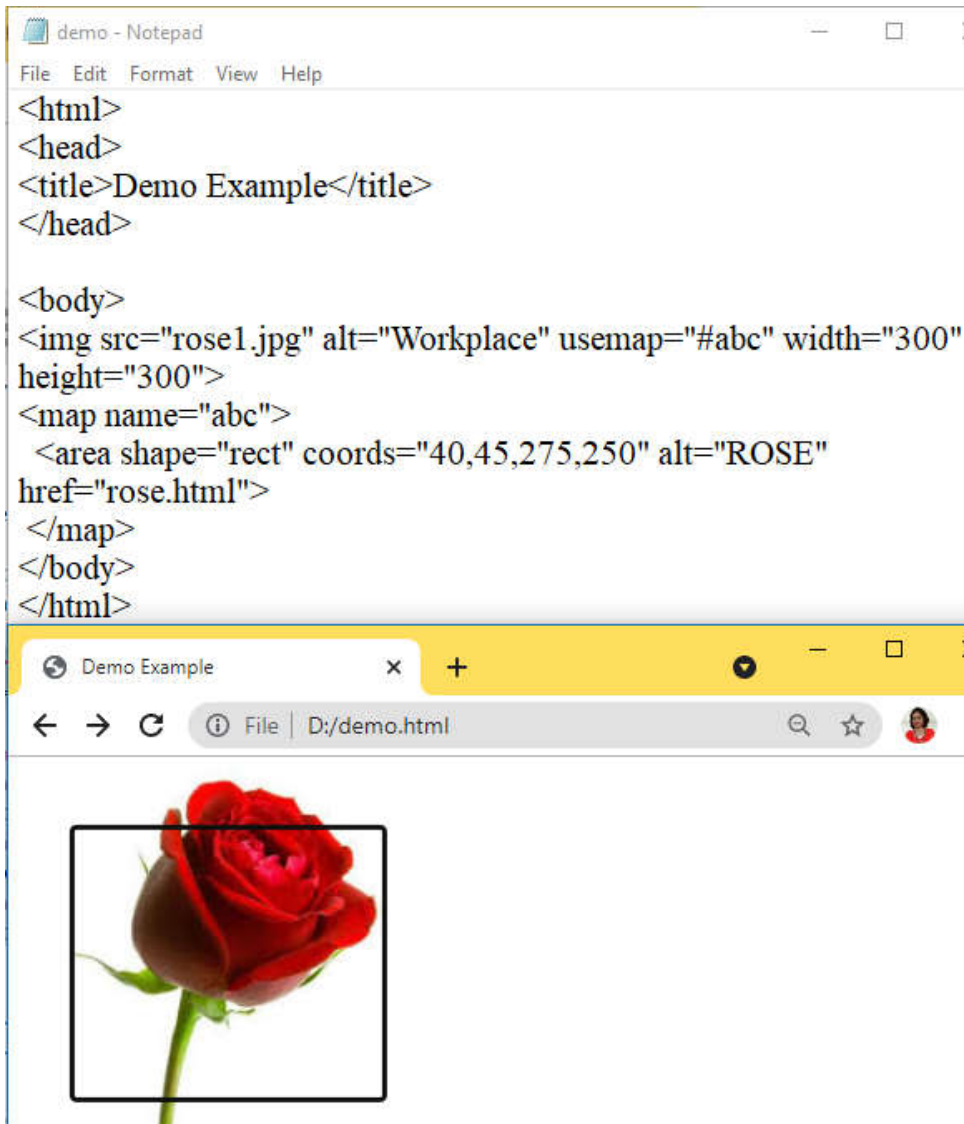 demo - Notepad
File Edit Format View Help
<html>
<head>
<title>Demo Example</title>
</head>
<body>
<img src="rose1.jpg" alt="Workplace" usemap="#abc" width="300"
height="300">
<map name="abc">
<area shape="rect" coords="40,45,275,250" alt="ROSE"
href="rose.html">
</map>
</body>
</html>
Demo Example
File D:/demo.html